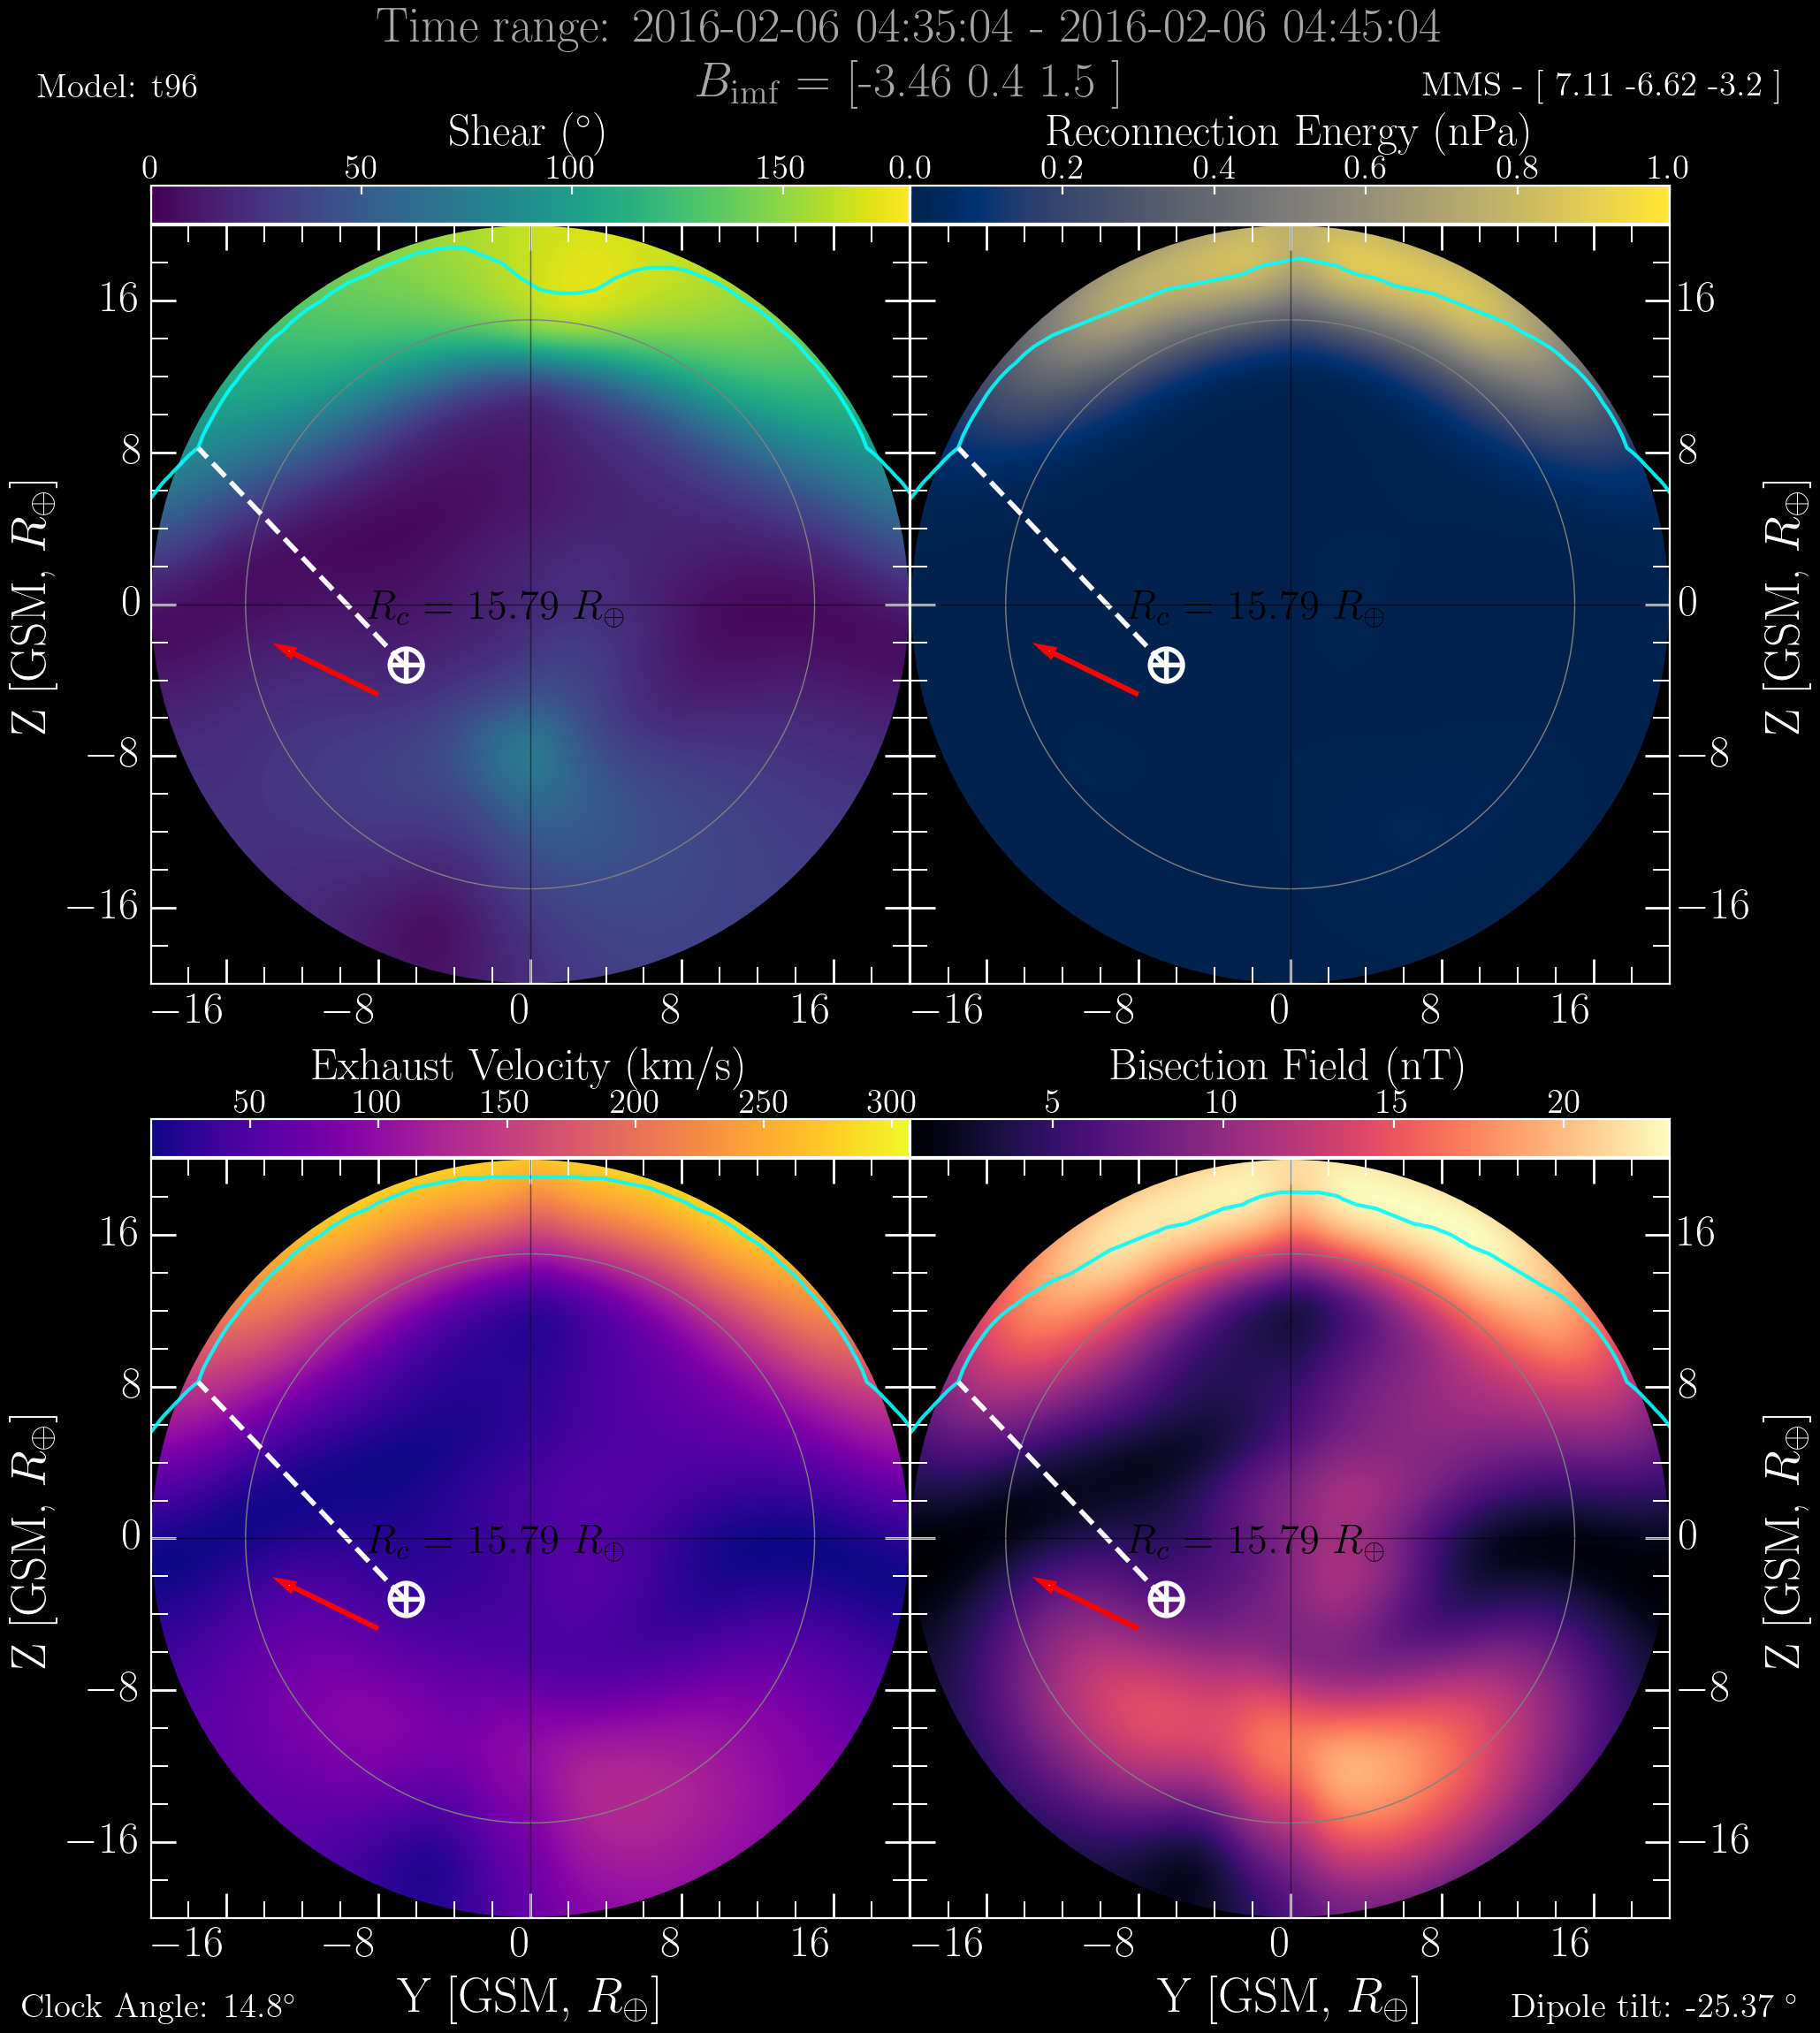 Time range: 2016-02-06 04:35:04 - 2016-02-06 04:45:04
Model: t96
B_imf = [-3.46 0.4 1.5 ]
MMS - [ 7.11 -6.62 -3.2 ]
Shear (°)
Reconnection Energy (nPa)
0 50 100 150
0.0 0.2 0.4 0.6 0.8 1.0
16
8
0
−8
−16
Z [GSM, R⊕]
R_c = 15.79 R⊕
R_c = 15.79 R⊕
16
8
0
−8
−16
Z [GSM, R⊕]
−16 −8 0 8 16
−16 −8 0 8 16
Exhaust Velocity (km/s)
Bisection Field (nT)
50 100 150 200 250 300
5 10 15 20
16
8
0
−8
−16
Z [GSM, R⊕]
R_c = 15.79 R⊕
R_c = 15.79 R⊕
16
8
0
−8
−16
Z [GSM, R⊕]
−16 −8 0 8 16
−16 −8 0 8 16
Y [GSM, R⊕]
Y [GSM, R⊕]
Clock Angle: 14.8°
Dipole tilt: -25.37 °